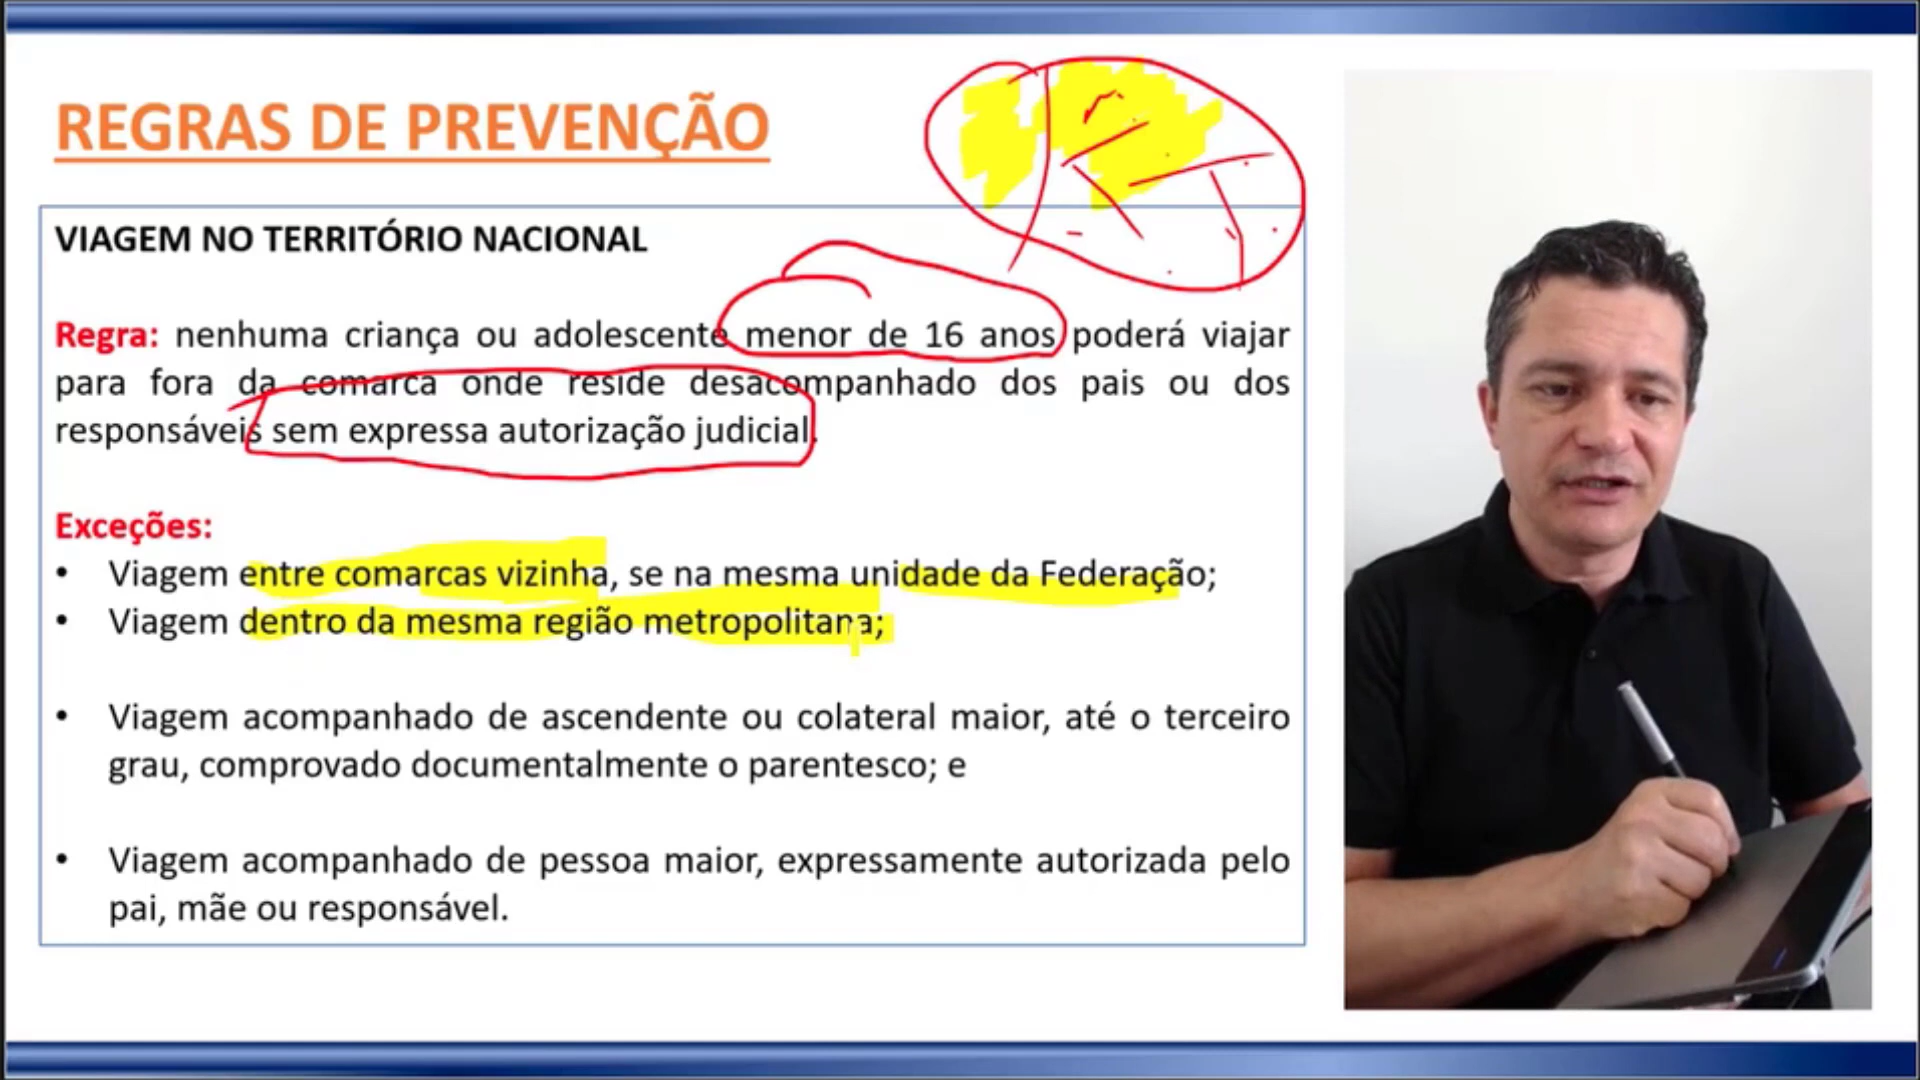 REGRAS DE PREVENÇÃO
VIAGEM NO TERRITÓRIO NACIONAL
Regra: nenhuma criança ou adolescente menor de 16 anos poderá viajar
para fora da comarca onde reside desacompanhado dos pais ou dos
responsáveis sem expressa autorização judicial.
Exceções:
• Viagem entre comarcas vizinha, se na mesma unidade da Federação;
• Viagem dentro da mesma região metropolitana;
• Viagem acompanhado de ascendente ou colateral maior, até o terceiro
grau, comprovado documentalmente o parentesco; e
• Viagem acompanhado de pessoa maior, expressamente autorizada pelo
pai, mãe ou responsável.